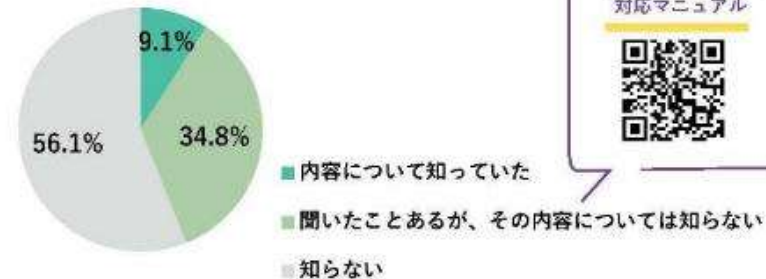 対応マニュアル
9.1%
34.8%
56.1%
内容について知っていた
聞いたことあるが、その内容については知らない
知らない